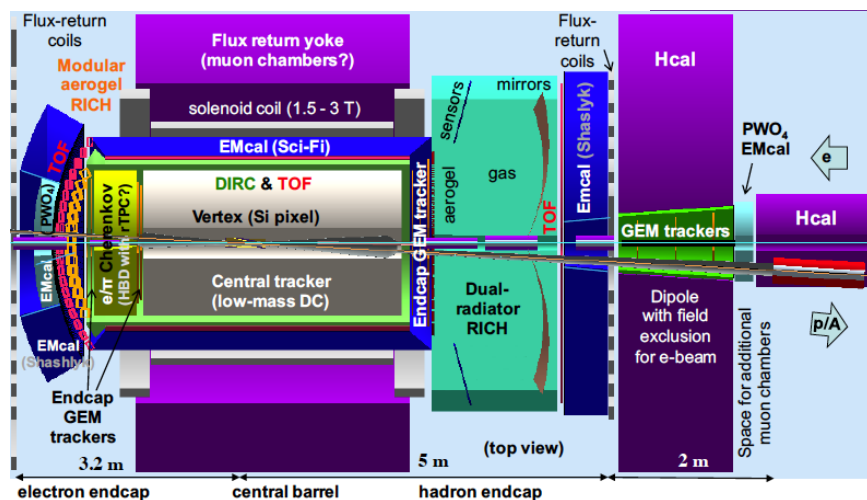 Flux-return
coils
Modular
aerogel
RICH
Flux return yoke
(muon chambers?)
solenoid coil (1.5 - 3 T)
EMcal (Sci-Fi)
DIRC & TOF
Vertex (Si pixel)
Central tracker
(low-mass DC)
TOF
(PWO₄)
EMcal
e/π Cherenkov
(HBD with rTPC?)
EMcal
(Shashlyk)
Endcap
GEM
trackers
Endcap GEM tracker
sensors
mirrors
aerogel
gas
Dual-
radiator
RICH
TOF
Flux-
return
coils
Emcal (Shaslyk)
Hcal
GEM trackers
Dipole
with field
exclusion
for e-beam
PWO₄
EMcal
e
Hcal
p/A
Space for additional
muon chambers
(top view)
3.2 m
5 m
2 m
electron endcap
central barrel
hadron endcap